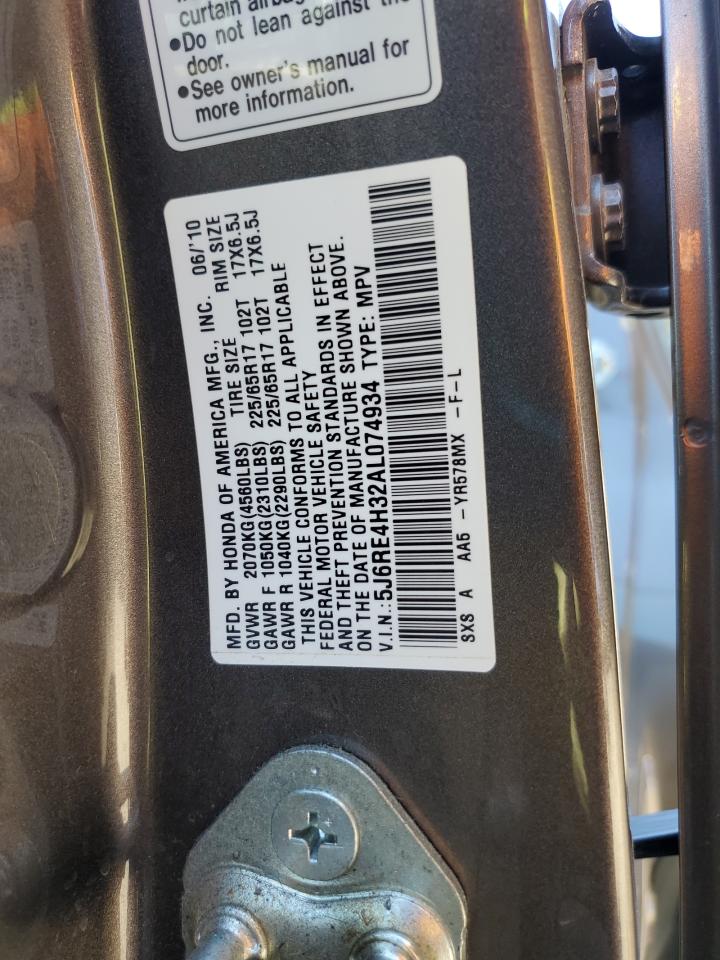 curtain
●Do not lean against the
door.
●See owner's manual for
more information.
MFD. BY HONDA OF AMERICA MFG., INC. 06/'10
TIRE SIZE RIM SIZE
GVWR 2070KG(4560LBS)
GAWR F 1050KG(2310LBS) 225/65R17 102T 17X6.5J
GAWR R 1040KG(2290LBS) 225/65R17 102T 17X6.5J
THIS VEHICLE CONFORMS TO ALL APPLICABLE
FEDERAL MOTOR VEHICLE SAFETY
AND THEFT PREVENTION STANDARDS IN EFFECT
ON THE DATE OF MANUFACTURE SHOWN ABOVE.
V.I.N.:5J6RE4H32AL074934 TYPE: MPV
SXS A AA5 -YR578MX -F-L